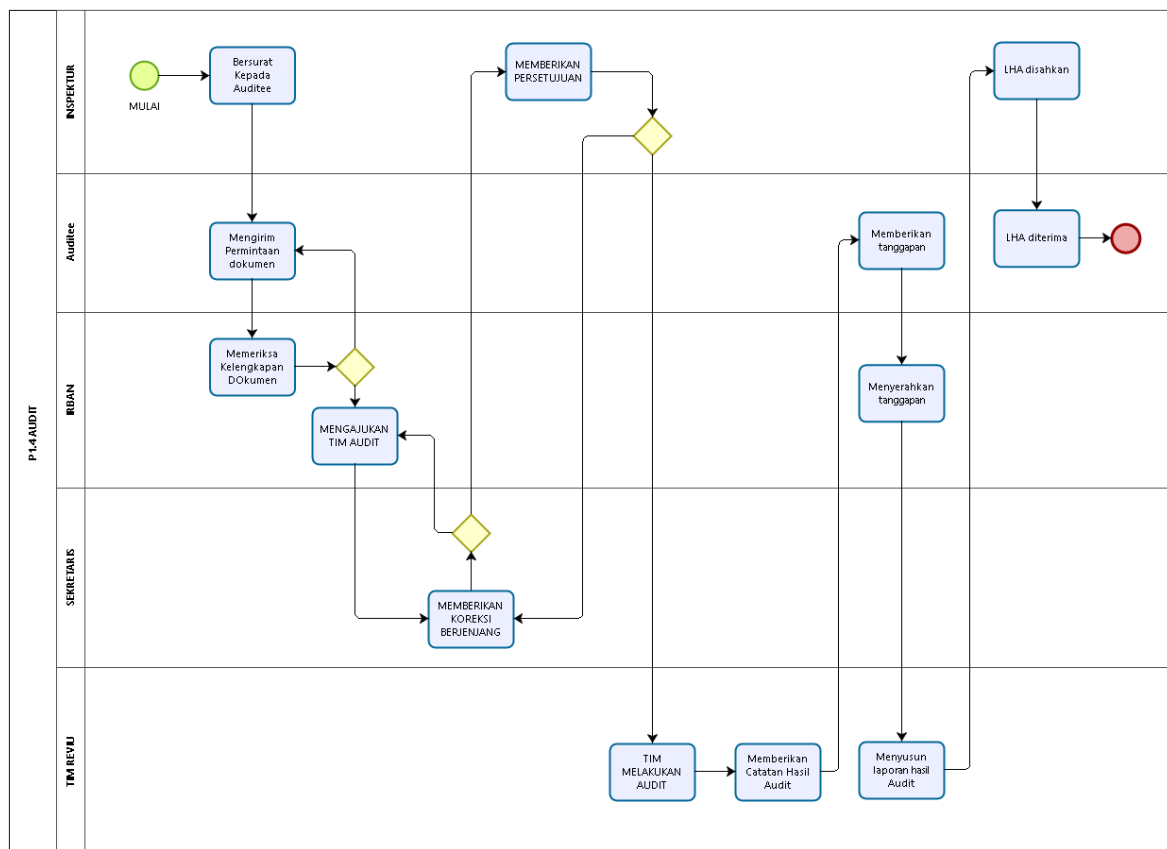 P1.4 AUDIT
INSPEKTUR
MULAI
Bersurat
Kepada
Auditee
MEMBERIKAN
PERSETUJUAN
LHA disahkan
Auditee
Mengirim
Permintaan
dokumen
Memberikan
tanggapan
LHA diterima
IRBAN
Memeriksa
Kelengkapan
DOkumen
MENGAJUKAN
TIM AUDIT
Menyerahkan
tanggapan
SEKRETARIS
MEMBERIKAN
KOREKSI
BERJENJANG
TIM REVIU
TIM
MELAKUKAN
AUDIT
Memberikan
Catatan Hasil
Audit
Menyusun
laporan hasil
Audit